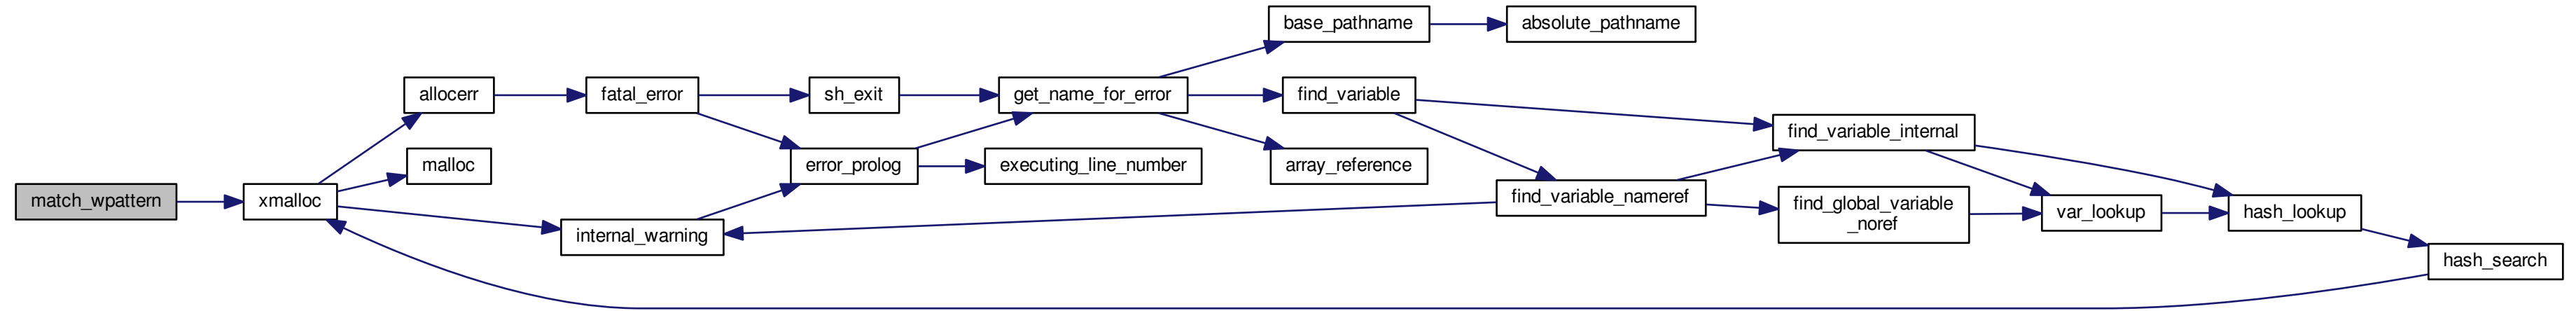 match_wpattern
xmalloc
allocerr
malloc
internal_warning
fatal_error
error_prolog
sh_exit
get_name_for_error
executing_line_number
base_pathname
absolute_pathname
find_variable
array_reference
find_variable_nameref
find_variable_internal
find_global_variable
_noref
var_lookup
hash_lookup
hash_search